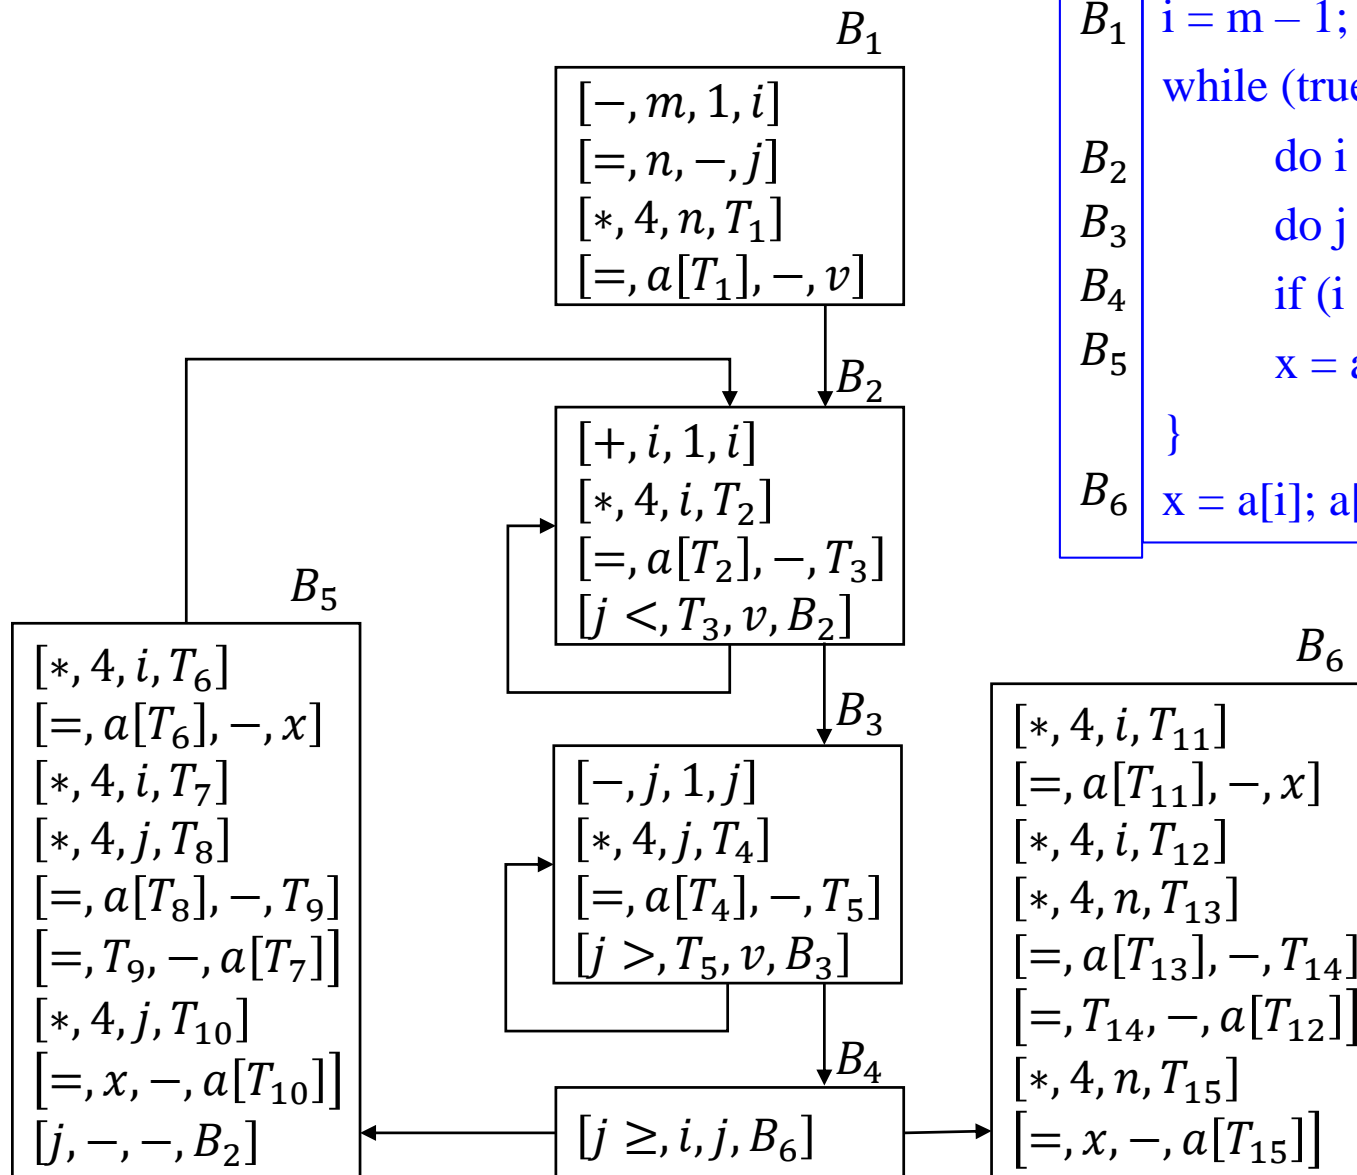 B₁
[−, m, 1, i]
[=, n, −, j]
[∗, 4, n, T₁]
[=, a[T₁], −, v]
B₂
[+, i, 1, i]
[∗, 4, i, T₂]
[=, a[T₂], −, T₃]
[j <, T₃, v, B₂]
B₃
[−, j, 1, j]
[∗, 4, j, T₄]
[=, a[T₄], −, T₅]
[j >, T₅, v, B₃]
B₄
[j ≥, i, j, B₆]
B₅
[∗, 4, i, T₆]
[=, a[T₆], −, x]
[∗, 4, i, T₇]
[∗, 4, j, T₈]
[=, a[T₈], −, T₉]
[=, T₉, −, a[T₇]]
[∗, 4, j, T₁₀]
[=, x, −, a[T₁₀]]
[j, −, −, B₂]
B₆
[∗, 4, i, T₁₁]
[=, a[T₁₁], −, x]
[∗, 4, i, T₁₂]
[∗, 4, n, T₁₃]
[=, a[T₁₃], −, T₁₄]
[=, T₁₄, −, a[T₁₂]]
[∗, 4, n, T₁₅]
[=, x, −, a[T₁₅]]
B₁ i = m – 1;
while (true
B₂ do i
B₃ do j
B₄ if (i
B₅ x = a
}
B₆ x = a[i]; a[